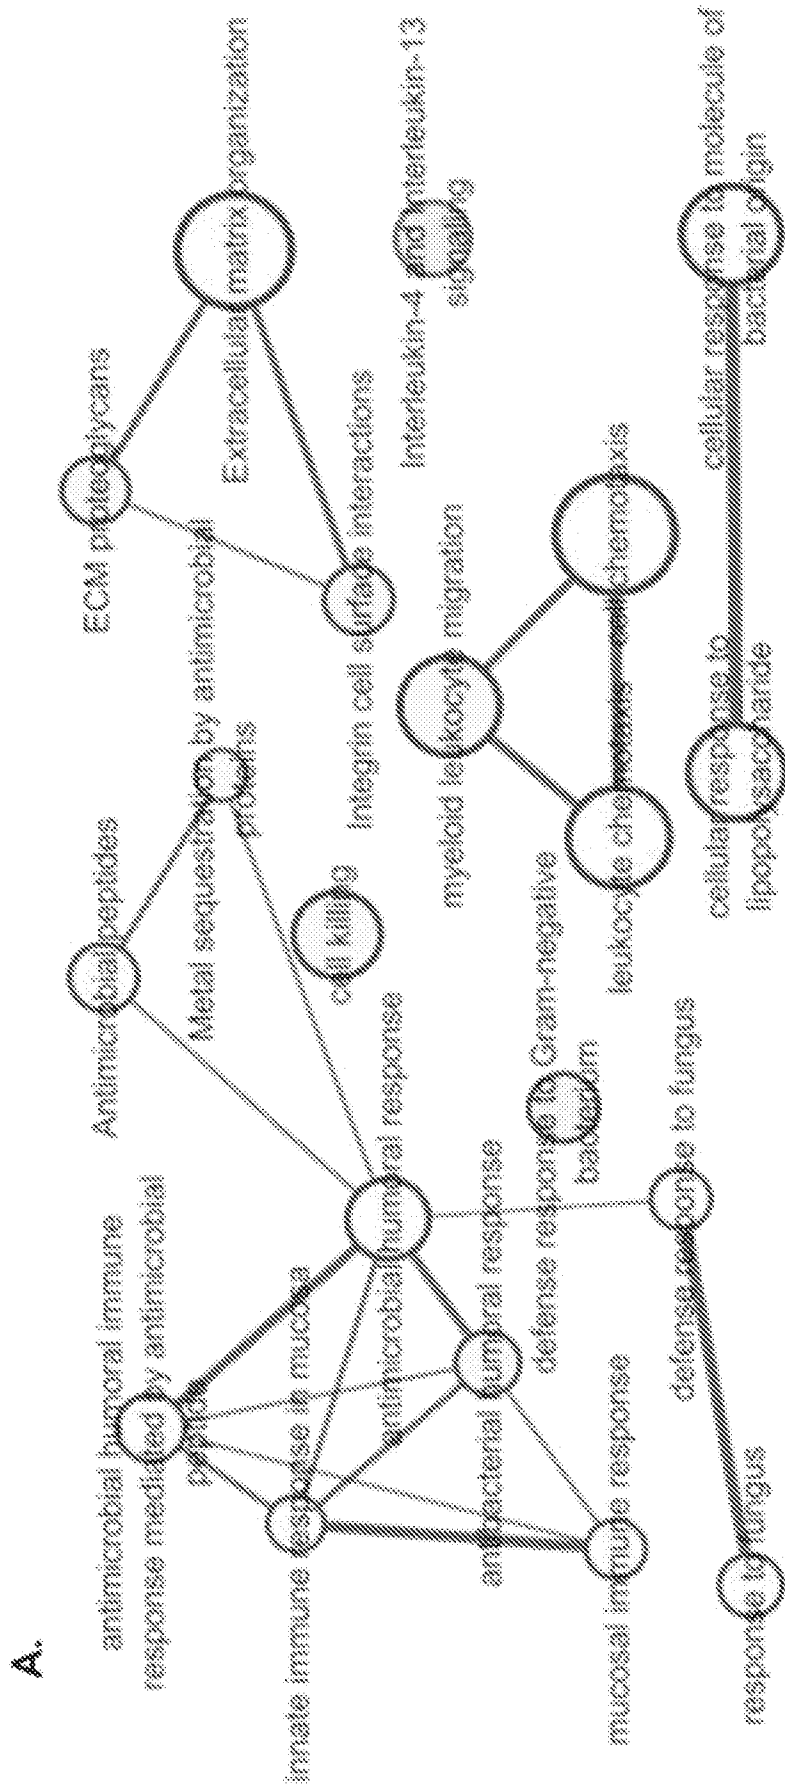 A.
antimicrobial humoral immune
response mediated by antimicrobial
peptide
Antimicrobial peptides
ECM proteoglycans
Metal sequestration by antimicrobial
proteins
Extracellular matrix organization
innate immune response in mucosa
cell killing
Integrin cell surface interactions
antimicrobial humoral response
Interleukin-4 and Interleukin-13
signaling
antibacterial humoral response
myeloid leukocyte migration
defense response to Gram-negative
bacterium
mucosal immune response
leukocyte chemotaxis
cell chemotaxis
defense response to fungus
cellular response to
lipopolysaccharide
cellular response to molecule of
bacterial origin
response to fungus